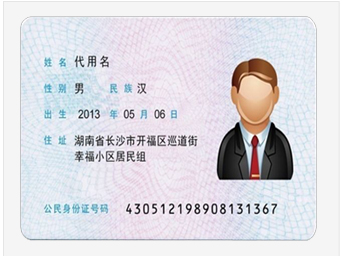 姓 名 代用名
性 别 男 民 族 汉
出 生 2013 年 05 月 06 日
住 址 湖南省长沙市开福区巡道街
幸福小区居民组
公民身份证号码 430512198908131367